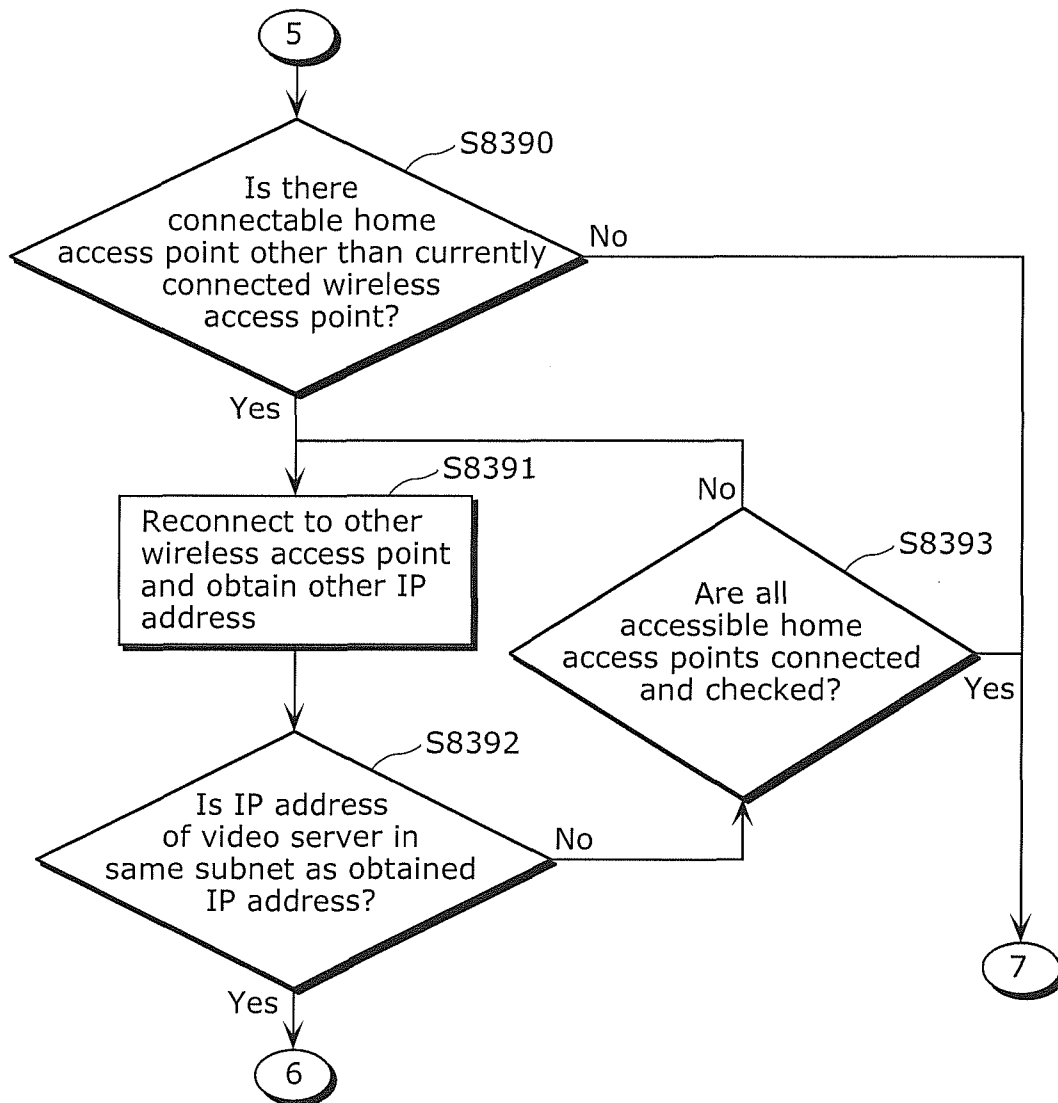 5
S8390
Is there
connectable home
access point other than currently
connected wireless
access point?
No
Yes
S8391
Reconnect to other
wireless access point
and obtain other IP
address
No
S8393
Are all
accessible home
access points connected
and checked?
Yes
S8392
Is IP address
of video server in
same subnet as obtained
IP address?
No
Yes
6
7